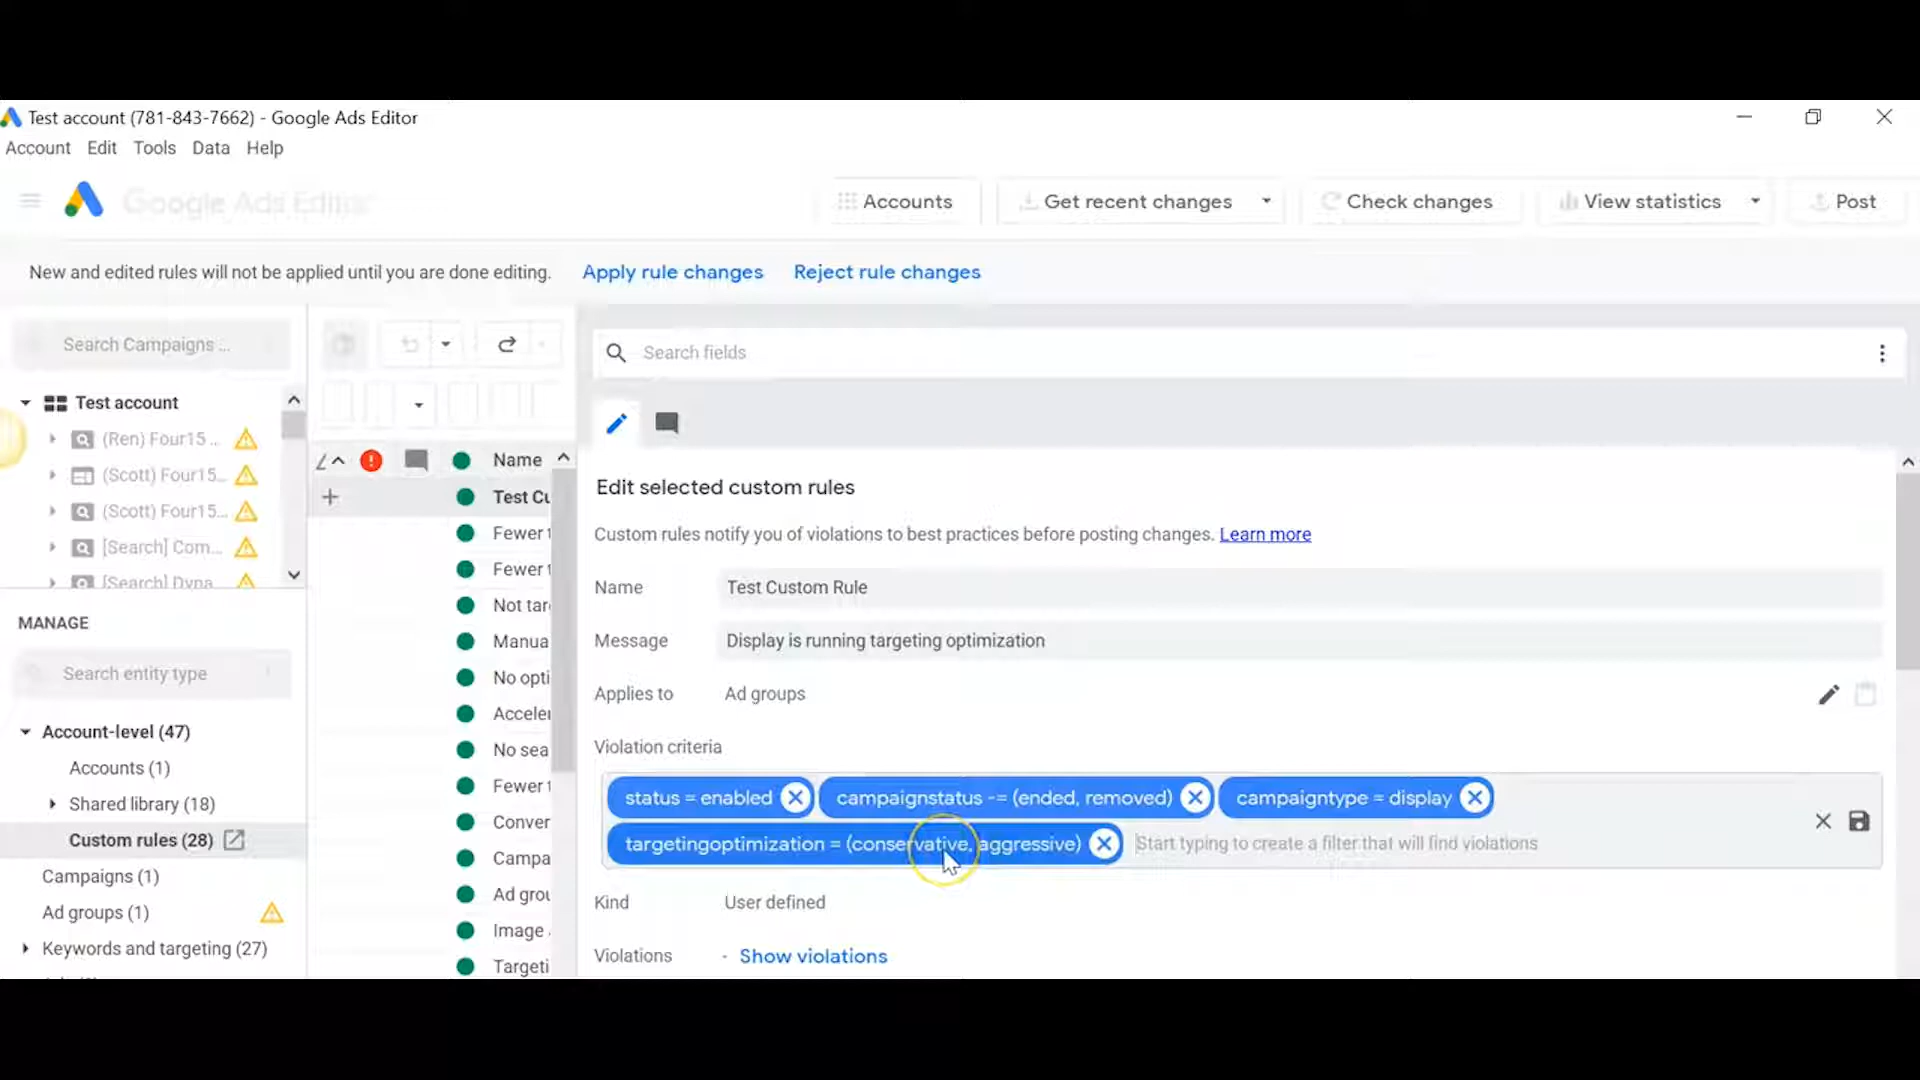 Test account (781-843-7662) - Google Ads Editor
Account Edit Tools Data Help
Google Ads Editor
Accounts Get recent changes Check changes View statistics Post
New and edited rules will not be applied until you are done editing. Apply rule changes Reject rule changes
Search Campaigns ...
Search fields
Test account
(Ren) Four15 ...
(Scott) Four15...
(Scott) Four15...
[Search] Com...
[Search] Dyna
MANAGE
Search entity type
Account-level (47)
Accounts (1)
Shared library (18)
Custom rules (28)
Campaigns (1)
Ad groups (1)
Keywords and targeting (27)
Name
Test Cu
Fewer t
Fewer t
Not tar
Manua
No opti
Acceler
No sea
Fewer t
Conver
Campa
Ad grou
Image
Targeti
Edit selected custom rules
Custom rules notify you of violations to best practices before posting changes. Learn more
Name Test Custom Rule
Message Display is running targeting optimization
Applies to Ad groups
Violation criteria
status = enabled campaignstatus -= (ended, removed) campaigntype = display
targetingoptimization = (conservative, aggressive) Start typing to create a filter that will find violations
Kind User defined
Violations - Show violations